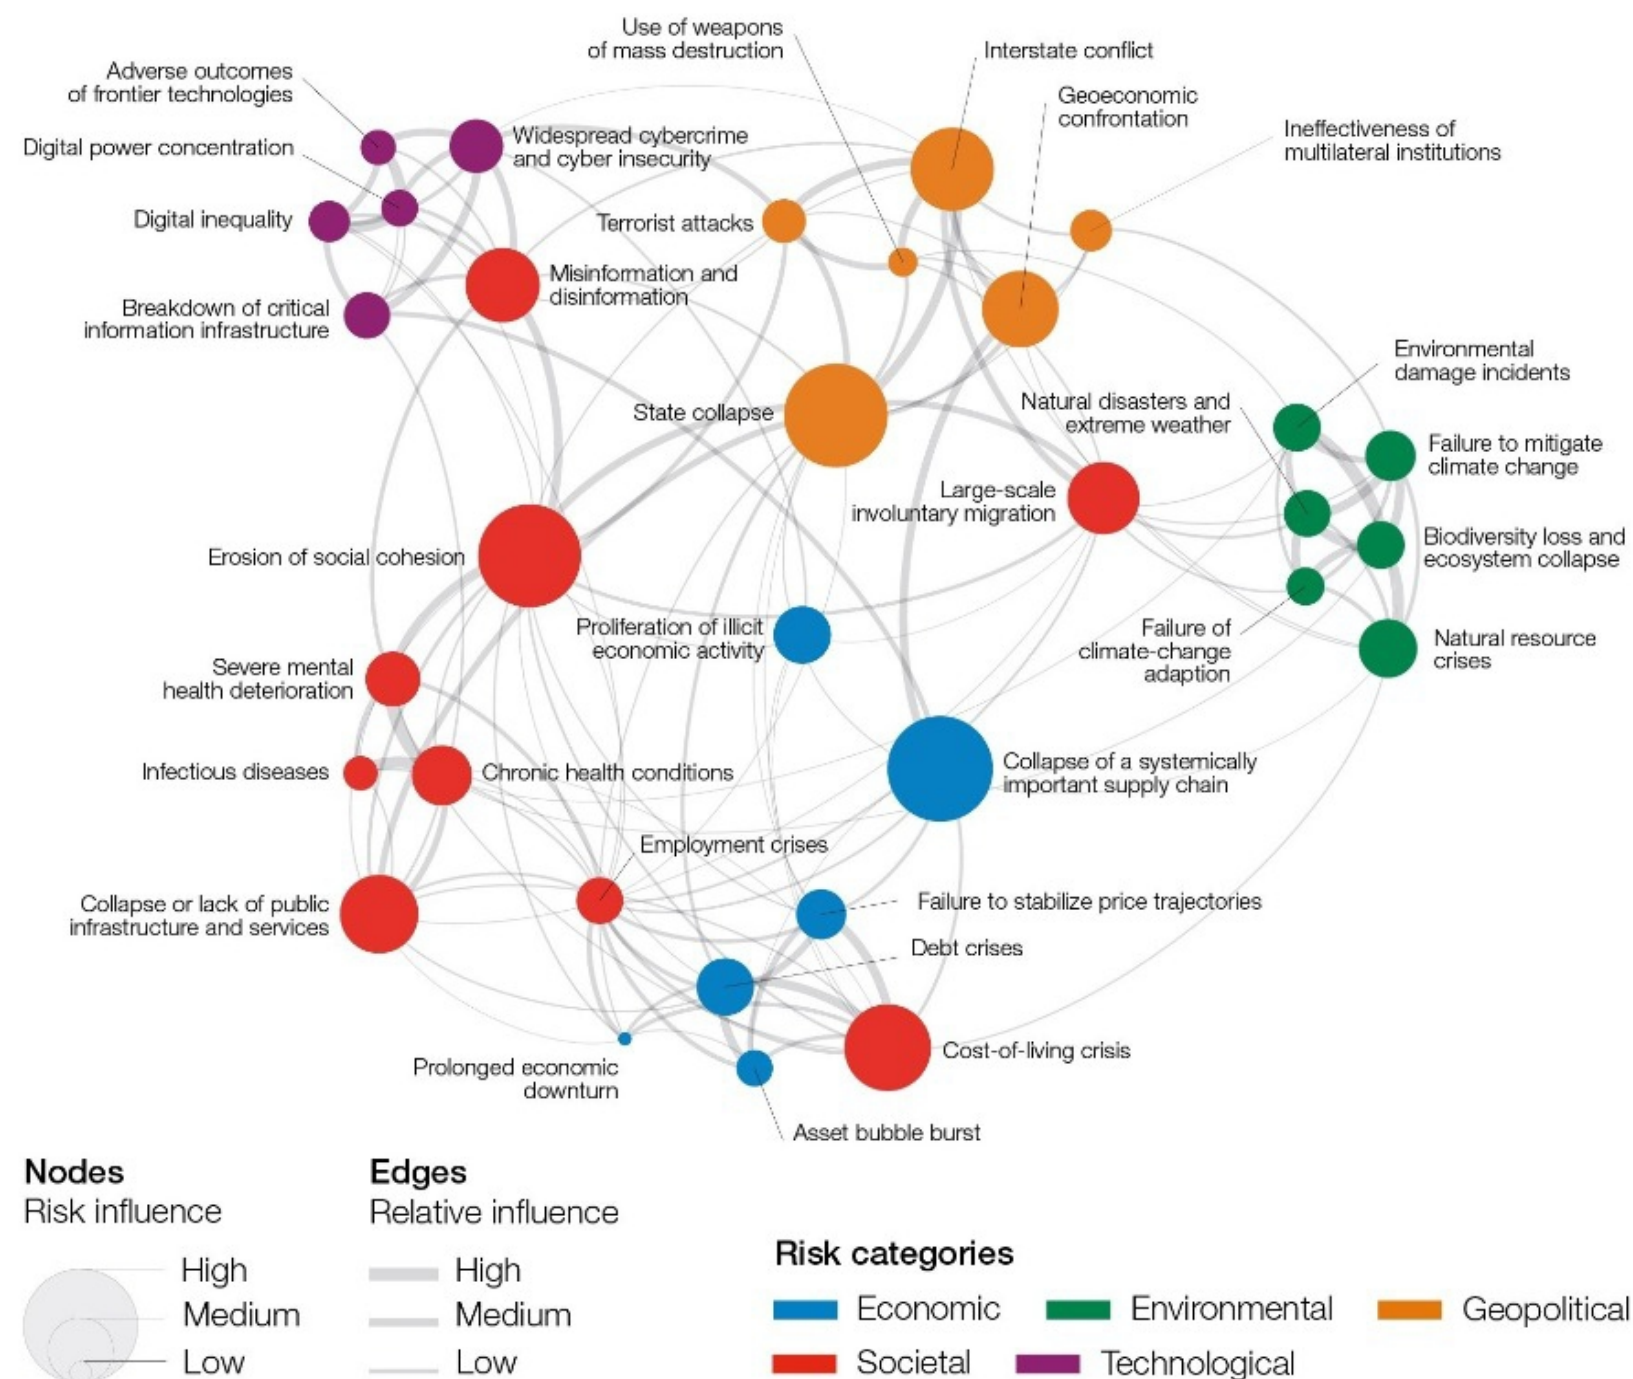 Use of weapons
of mass destruction
Interstate conflict
Adverse outcomes
of frontier technologies
Geoeconomic
confrontation
Digital power concentration
Widespread cybercrime
and cyber insecurity
Ineffectiveness of
multilateral institutions
Digital inequality
Terrorist attacks
Misinformation and
disinformation
Breakdown of critical
information infrastructure
Environmental
damage incidents
State collapse
Natural disasters and
extreme weather
Failure to mitigate
climate change
Large-scale
involuntary migration
Biodiversity loss and
ecosystem collapse
Erosion of social cohesion
Proliferation of illicit
economic activity
Failure of
climate-change
adaption
Natural resource
crises
Severe mental
health deterioration
Infectious diseases
Chronic health conditions
Collapse of a systemically
important supply chain
Employment crises
Collapse or lack of public
infrastructure and services
Failure to stabilize price trajectories
Debt crises
Cost-of-living crisis
Prolonged economic
downturn
Asset bubble burst
Nodes
Risk influence
High
Medium
Low
Edges
Relative influence
High
Medium
Low
Risk categories
Economic
Environmental
Geopolitical
Societal
Technological